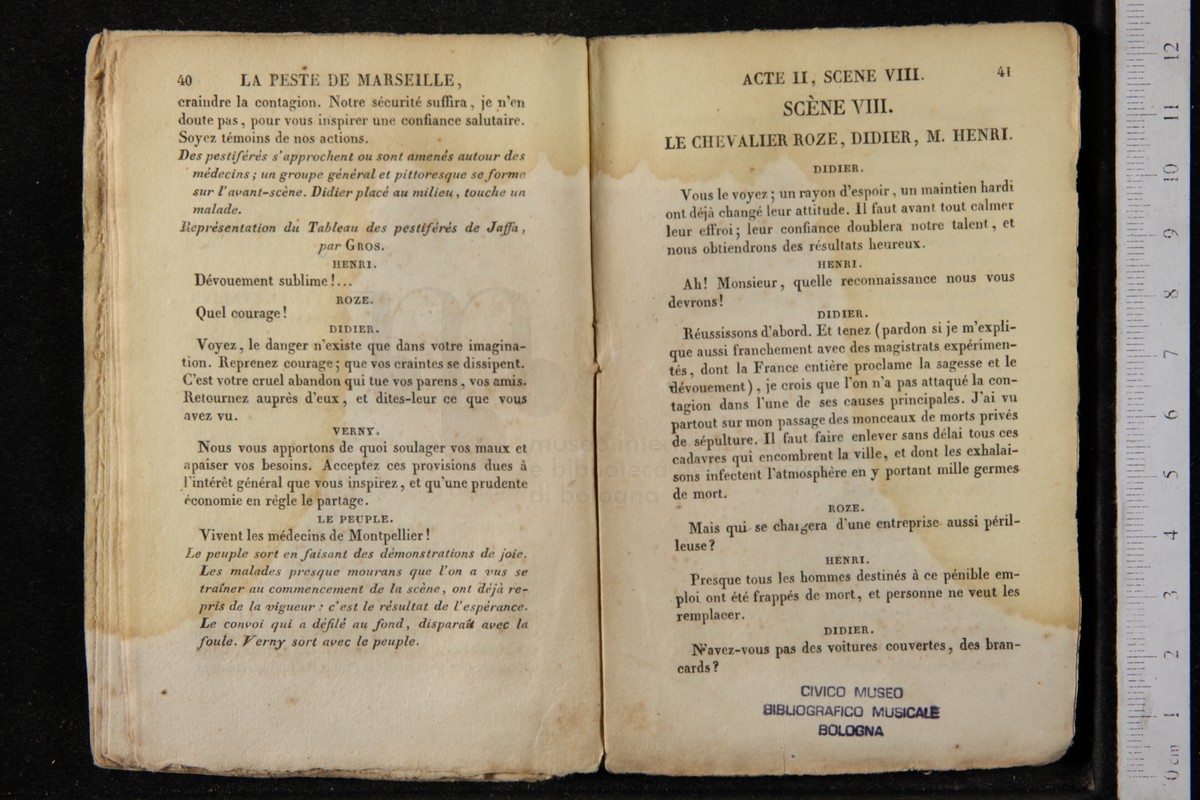 40 LA PESTE DE MARSEILLE,
craindre la contagion. Notre sécurité suffira, je n'en
doute pas, pour vous inspirer une confiance salutaire.
Soyez témoins de nos actions.
Des pestiférés s'approchent ou sont amenés autour des
médecins; un groupe général et pittoresque se forme
sur l'avant-scène. Didier placé au milieu, touche un
malade.
Représentation du Tableau des pestiférés de Jaffa,
par GROS.
HENRI.
Dévouement sublime!...
ROZE.
Quel courage!
DIDIER.
Voyez, le danger n'existe que dans votre imagina-
tion. Reprenez courage; que vos craintes se dissipent.
C'est votre cruel abandon qui tue vos parens, vos amis.
Retournez auprès d'eux, et dites-leur ce que vous
avez vu.
VERNY.
Nous vous apportons de quoi soulager vos maux et
apaiser vos besoins. Acceptez ces provisions dues à
l'intérêt général que vous inspirez, et qu'une prudente
économie en règle le partage.
LE PEUPLE.
Vivent les médecins de Montpellier!
Le peuple sort en faisant des démonstrations de joie.
Les malades presque mourans que l'on a vus se
traîner au commencement de la scène, ont déjà re-
pris de la vigueur: c'est le résultat de l'espérance.
Le convoi qui a défilé au fond, disparaît avec la
foule. Verny sort avec le peuple.
ACTE II, SCENE VIII. 41
SCÈNE VIII.
LE CHEVALIER ROZE, DIDIER, M. HENRI.
DIDIER.
Vous le voyez; un rayon d'espoir, un maintien hardi
ont déjà changé leur attitude. Il faut avant tout calmer
leur effroi; leur confiance doublera notre talent, et
nous obtiendrons des résultats heureux.
HENRI.
Ah! Monsieur, quelle reconnaissance nous vous
devrons!
DIDIER.
Réussissons d'abord. Et tenez (pardon si je m'expli-
que aussi franchement avec des magistrats expérimen-
tés, dont la France entière proclame la sagesse et le
dévouement), je crois que l'on n'a pas attaqué la con-
tagion dans l'une de ses causes principales. J'ai vu
partout sur mon passage des monceaux de morts privés
de sépulture. Il faut faire enlever sans délai tous ces
cadavres qui encombrent la ville, et dont les exhalai-
sons infectent l'atmosphère en y portant mille germes
de mort.
ROZE.
Mais qui se chargera d'une entreprise aussi péril-
leuse?
HENRI.
Presque tous les hommes destinés à ce pénible em-
ploi ont été frappés de mort, et personne ne veut les
remplacer.
DIDIER.
N'avez-vous pas des voitures couvertes, des bran-
cards?
CIVICO MUSEO
BIBLIOGRAFICO MUSICALE
BOLOGNA
0 cm 1 2 3 4 5 6 7 8 9 10 11 12